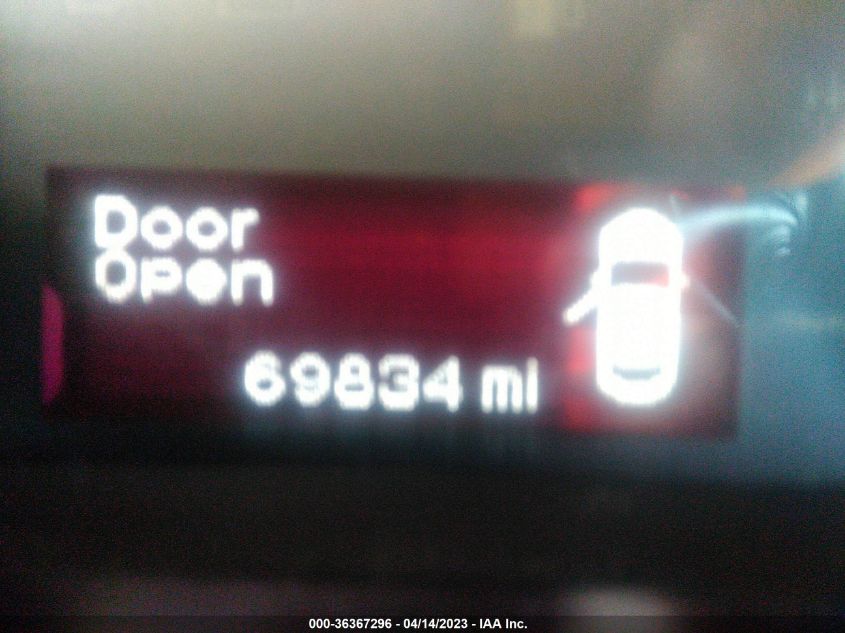 Door
Open
69834 mi
000-36367296 - 04/14/2023 - IAA Inc.